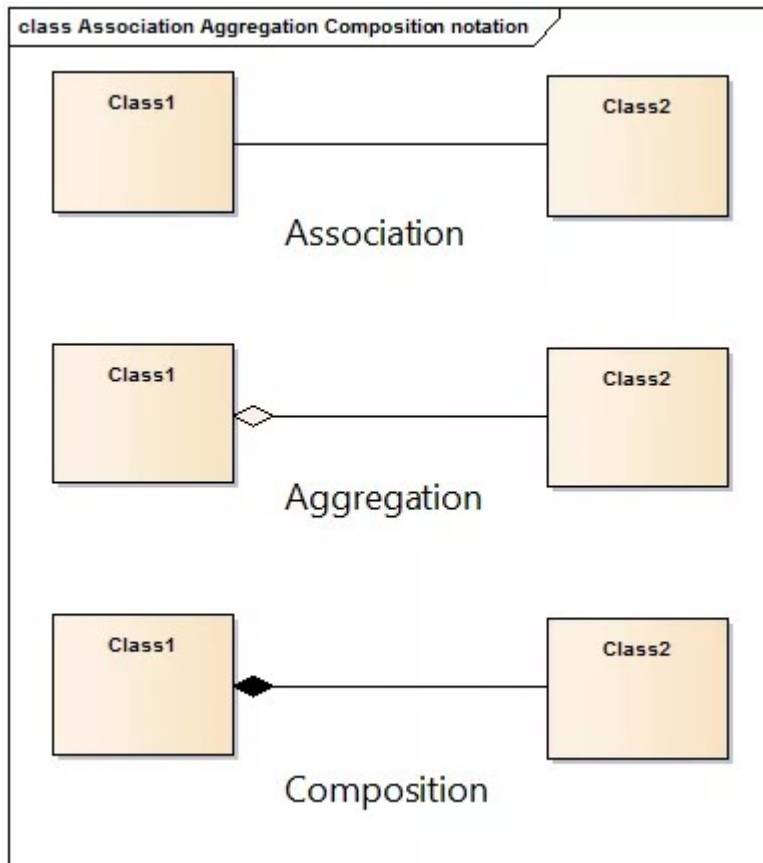 class Association Aggregation Composition notation
Class1
Class2
Association
Class1
Class2
Aggregation
Class1
Class2
Composition